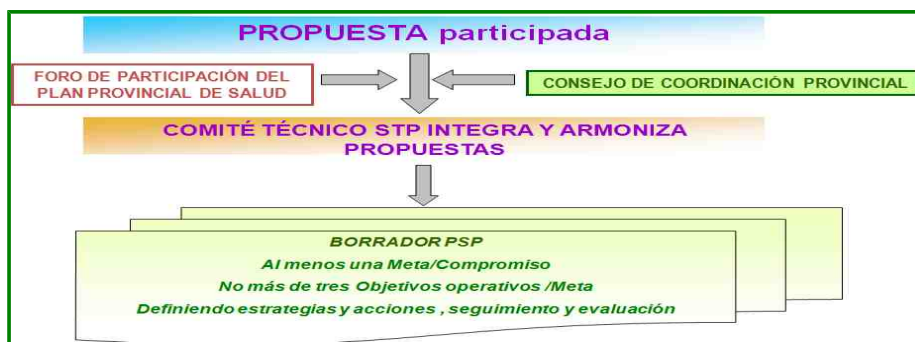 PROPUESTA participada
FORO DE PARTICIPACIÓN DEL
PLAN PROVINCIAL DE SALUD
CONSEJO DE COORDINACIÓN PROVINCIAL
COMITÉ TÉCNICO STP INTEGRA Y ARMONIZA
PROPUESTAS
BORRADOR PSP
Al menos una Meta/Compromiso
No más de tres Objetivos operativos /Meta
Definiendo estrategias y acciones , seguimiento y evaluación